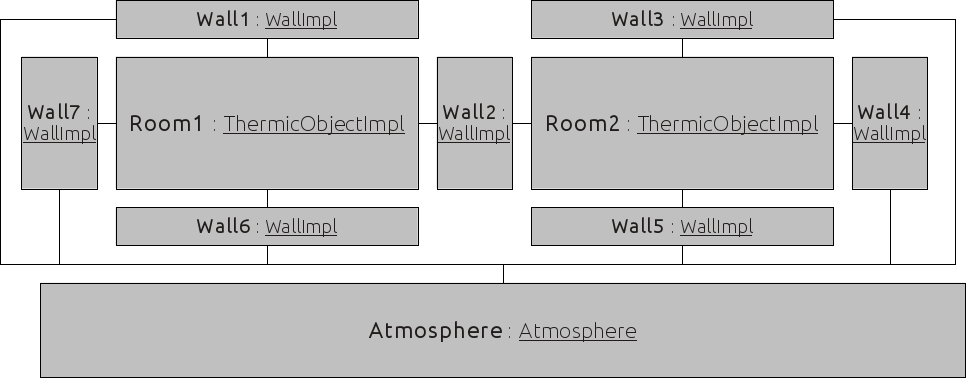 Wall1 : WallImpl
Wall3 : WallImpl
Wall7 :
WallImpl
Room1 : ThermicObjectImpl
Wall2 :
WallImpl
Room2 : ThermicObjectImpl
Wall4 :
WallImpl
Wall6 : WallImpl
Wall5 : WallImpl
Atmosphere : Atmosphere